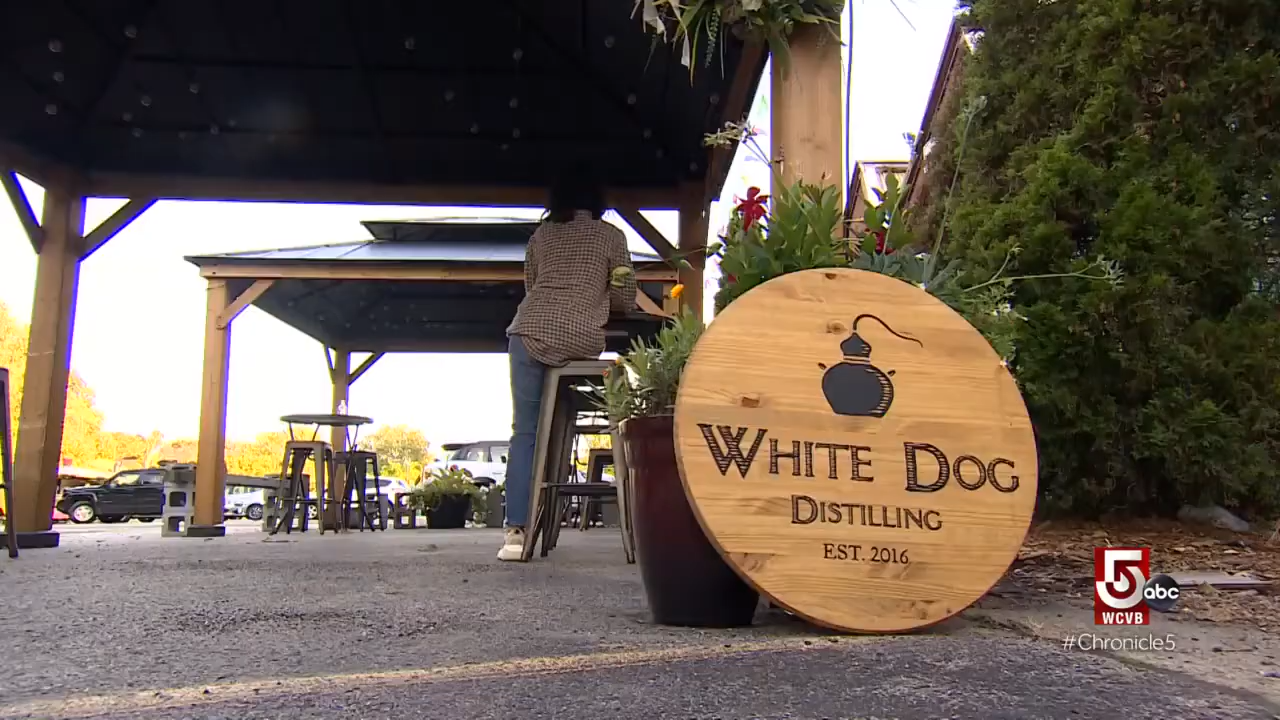 WHITE DOG
DISTILLING
EST. 2016
5
abc
WCVB
#Chronicle5